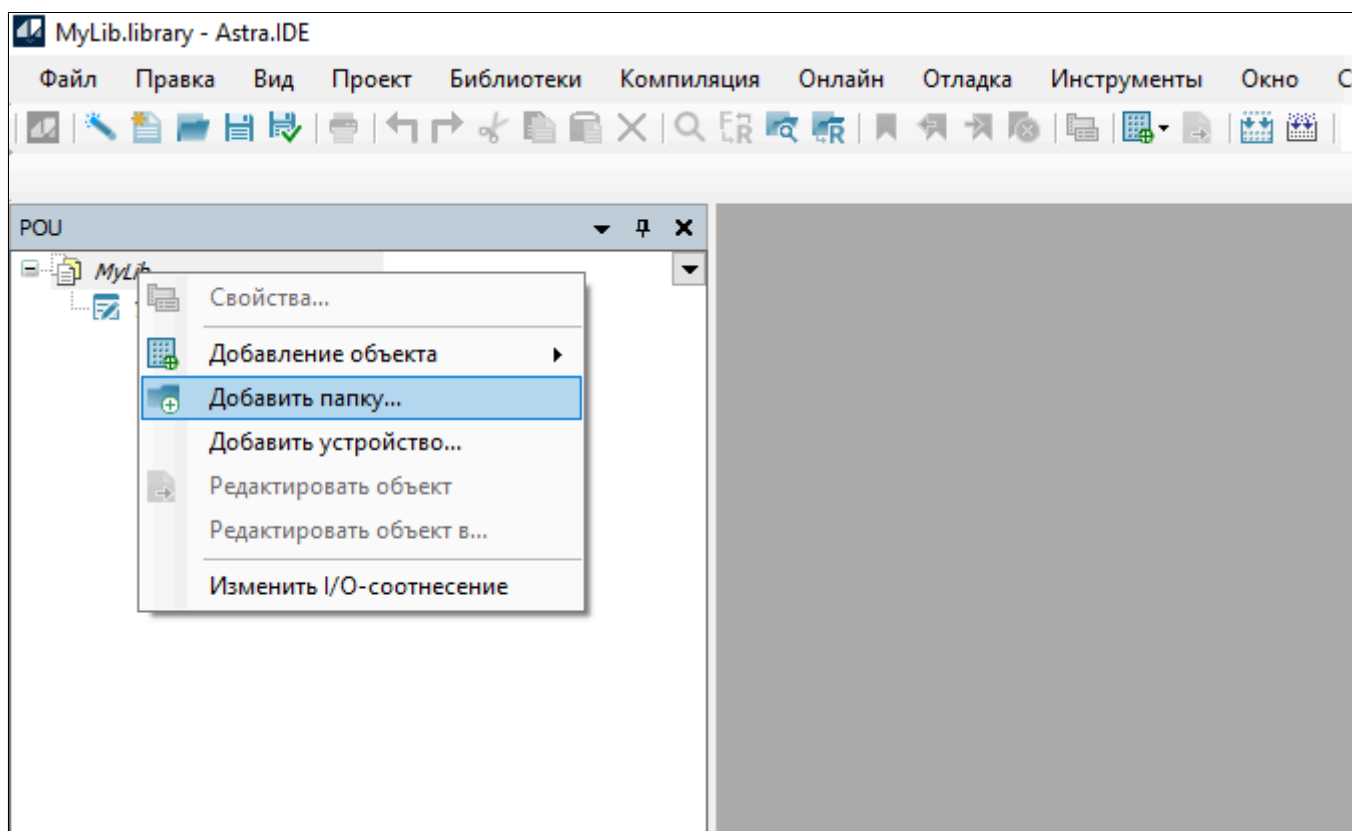 MyLib.library - Astra.IDE
Файл Правка Вид Проект Библиотеки Компиляция Онлайн Отладка Инструменты Окно С
POU
MyLib
Свойства...
Добавление объекта
Добавить папку...
Добавить устройство...
Редактировать объект
Редактировать объект в...
Изменить I/O-соотнесение